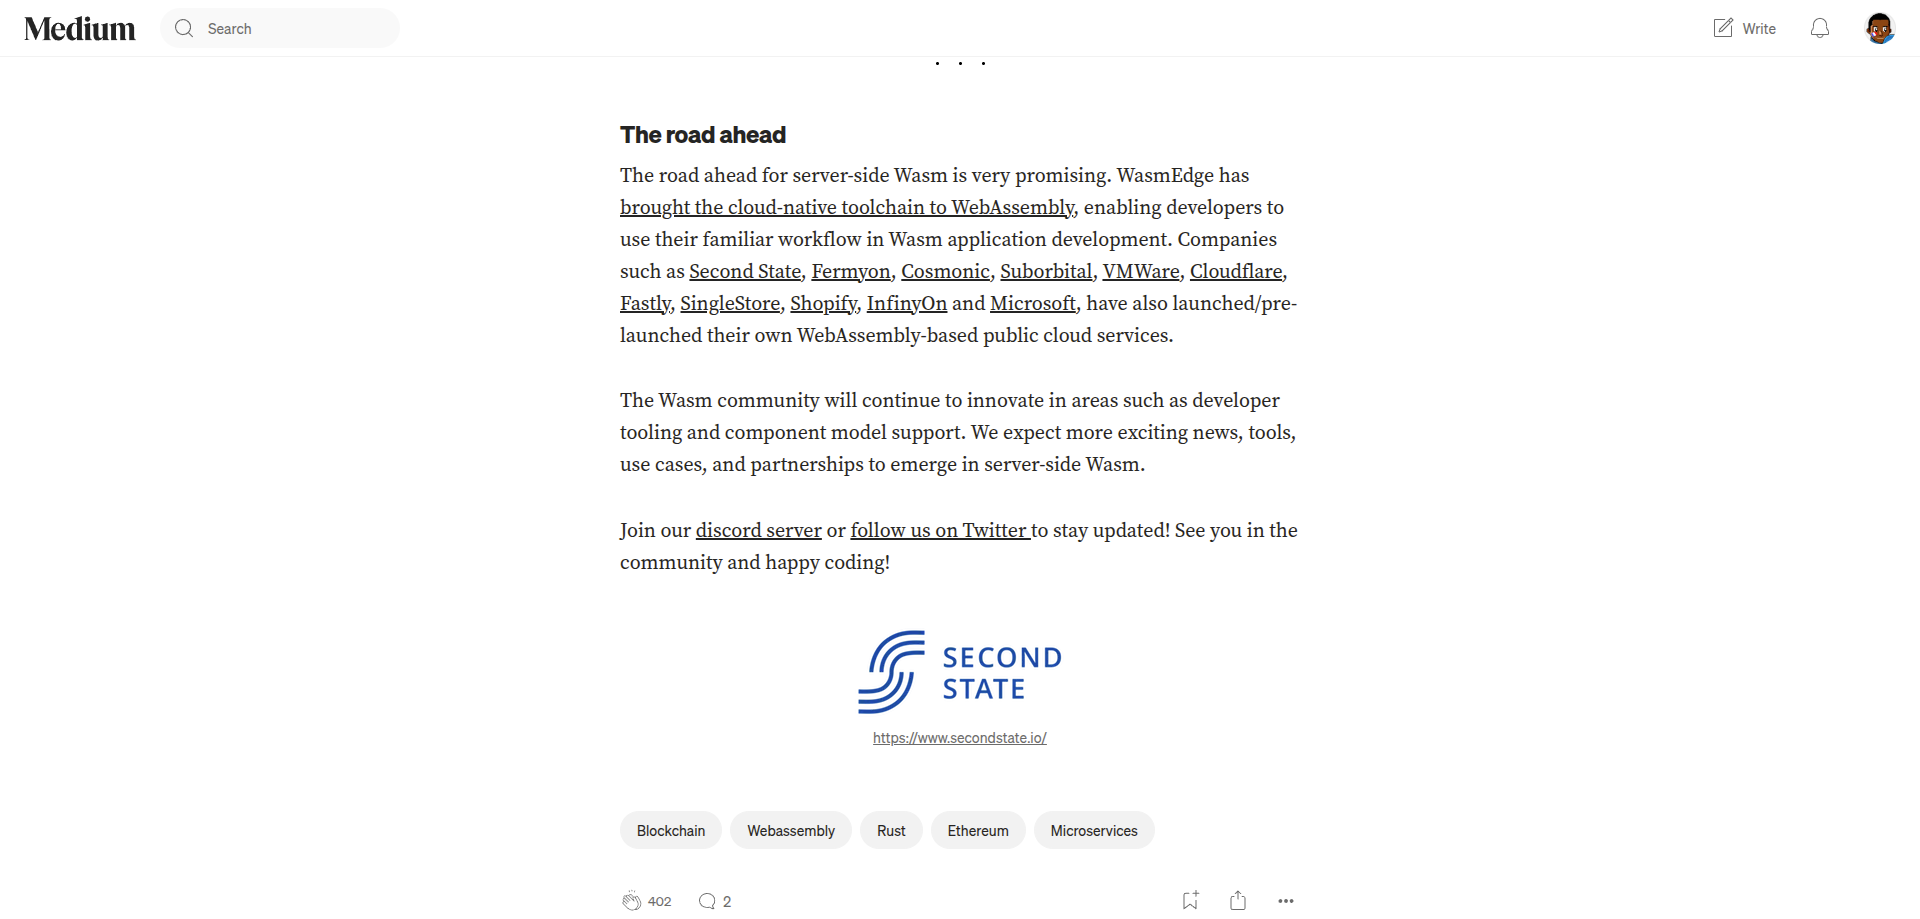 Medium
Search
Write
. . .
The road ahead
The road ahead for server-side Wasm is very promising. WasmEdge has
brought the cloud-native toolchain to WebAssembly, enabling developers to
use their familiar workflow in Wasm application development. Companies
such as Second State, Fermyon, Cosmonic, Suborbital, VMWare, Cloudflare,
Fastly, SingleStore, Shopify, InfinyOn and Microsoft, have also launched/pre-
launched their own WebAssembly-based public cloud services.
The Wasm community will continue to innovate in areas such as developer
tooling and component model support. We expect more exciting news, tools,
use cases, and partnerships to emerge in server-side Wasm.
Join our discord server or follow us on Twitter to stay updated! See you in the
community and happy coding!
SECOND
STATE
https://www.secondstate.io/
Blockchain Webassembly Rust Ethereum Microservices
402 2